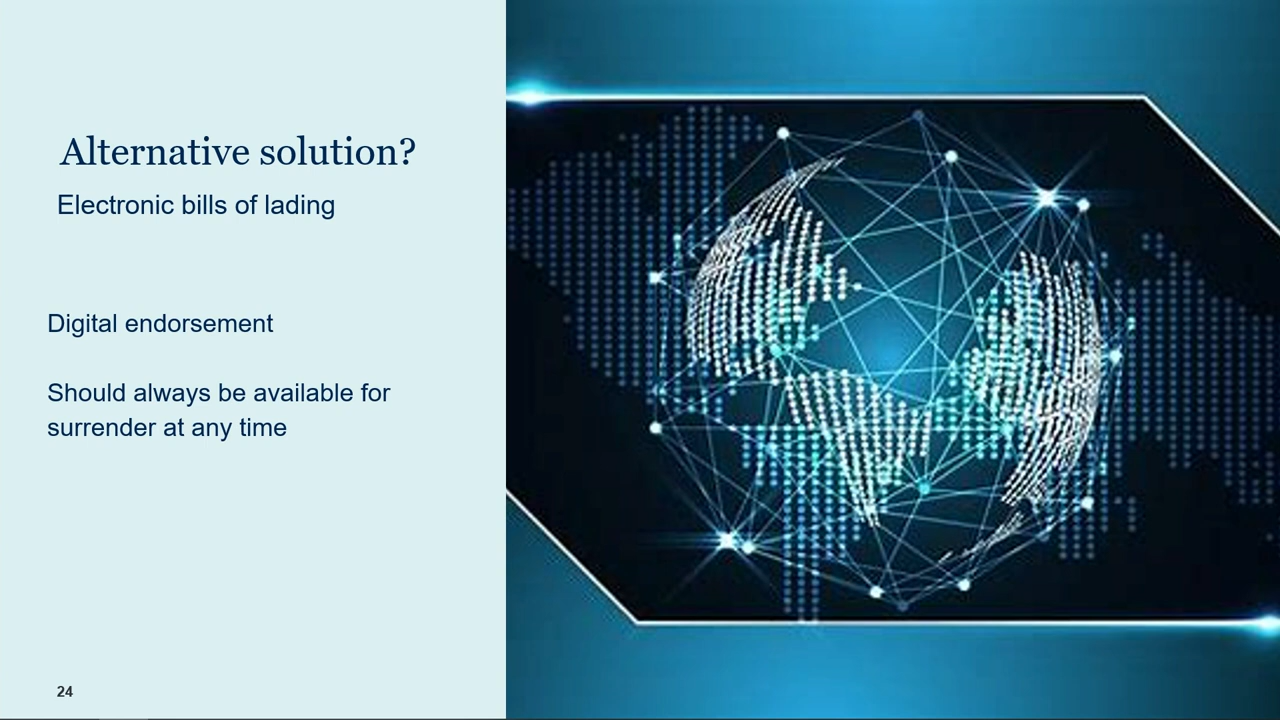 Alternative solution?
Electronic bills of lading
Digital endorsement
Should always be available for
surrender at any time
24